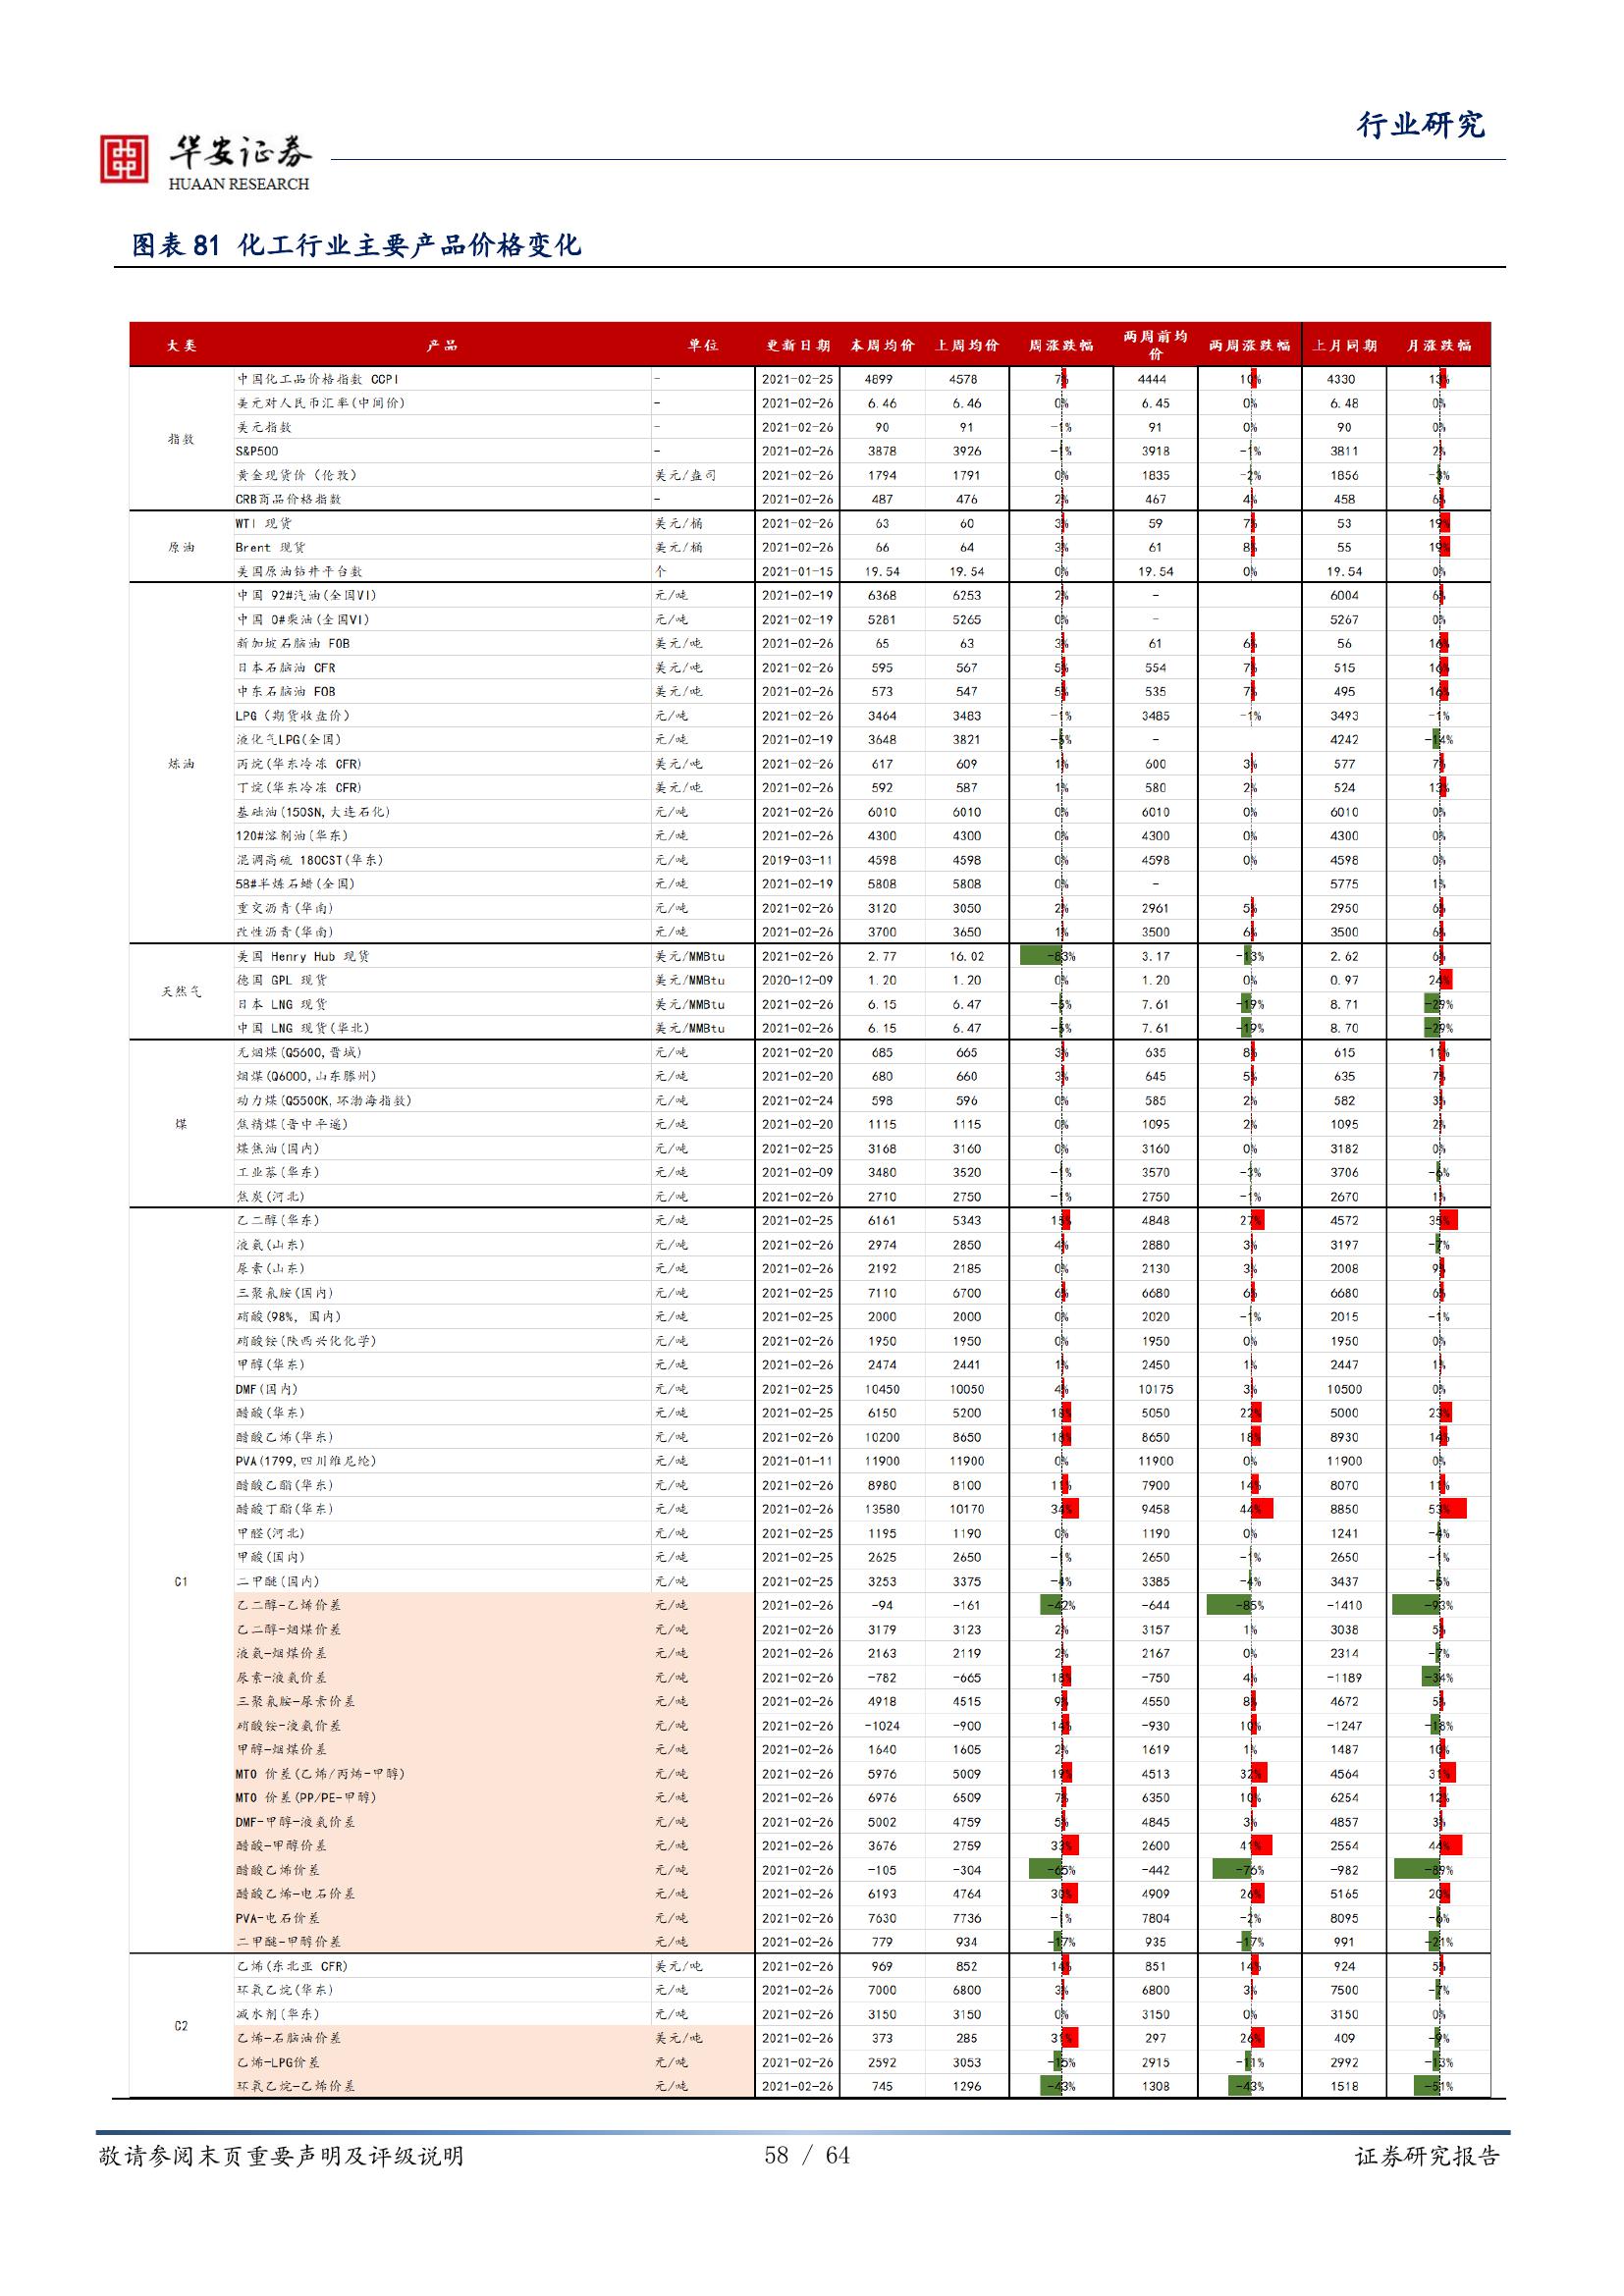 行业研究
华安证券
HUAAN RESEARCH
图表 81 化工行业主要产品价格变化
大类 产品 单位 更新日期 本周均价 上周均价 周涨跌幅 两周前均价 两周涨跌幅 上月同期 月涨跌幅
指数
中国化工品价格指数 CCPI - 2021-02-25 4899 4578 7% 4444 10% 4330 13%
美元对人民币汇率(中间价) - 2021-02-26 6.46 6.46 0% 6.45 0% 6.48 0%
美元指数 - 2021-02-26 90 91 -1% 91 0% 90 0%
S&P500 - 2021-02-26 3878 3926 -1% 3918 -1% 3811 2%
黄金现货价（伦敦） 美元/盎司 2021-02-26 1794 1791 0% 1835 -2% 1856 -3%
CRB商品价格指数 - 2021-02-26 487 476 2% 467 4% 458 6%
原油
WTI 现货 美元/桶 2021-02-26 63 60 3% 59 7% 53 19%
Brent 现货 美元/桶 2021-02-26 66 64 3% 61 8% 55 19%
美国原油钻井平台数 个 2021-01-15 19.54 19.54 0% 19.54 0% 19.54 0%
炼油
中国 92#汽油(全国VI) 元/吨 2021-02-19 6368 6253 2% - 6004 6%
中国 0#柴油(全国VI) 元/吨 2021-02-19 5281 5265 0% - 5267 0%
新加坡石脑油 FOB 美元/吨 2021-02-26 65 63 3% 61 6% 56 16%
日本石脑油 CFR 美元/吨 2021-02-26 595 567 5% 554 7% 515 16%
中东石脑油 FOB 美元/吨 2021-02-26 573 547 5% 535 7% 495 16%
LPG（期货收盘价） 元/吨 2021-02-26 3464 3483 -1% 3485 -1% 3493 -1%
液化气LPG(全国) 元/吨 2021-02-19 3648 3821 -5% - 4242 -14%
丙烷(华东冷冻 CFR) 美元/吨 2021-02-26 617 609 1% 600 3% 577 7%
丁烷(华东冷冻 CFR) 美元/吨 2021-02-26 592 587 1% 580 2% 524 13%
基础油(150SN,大连石化) 元/吨 2021-02-26 6010 6010 0% 6010 0% 6010 0%
120#溶剂油(华东) 元/吨 2021-02-26 4300 4300 0% 4300 0% 4300 0%
混调高硫 180CST(华东) 元/吨 2019-03-11 4598 4598 0% 4598 0% 4598 0%
58#半炼石蜡(全国) 元/吨 2021-02-19 5808 5808 0% - 5775 1%
重交沥青(华南) 元/吨 2021-02-26 3120 3050 2% 2961 5% 2950 6%
改性沥青(华南) 元/吨 2021-02-26 3700 3650 1% 3500 6% 3500 6%
天然气
美国 Henry Hub 现货 美元/MMBtu 2021-02-26 2.77 16.02 -83% 3.17 -13% 2.62 6%
德国 GPL 现货 美元/MMBtu 2020-12-09 1.20 1.20 0% 1.20 0% 0.97 24%
日本 LNG 现货 美元/MMBtu 2021-02-26 6.15 6.47 -5% 7.61 -19% 8.71 -29%
中国 LNG 现货(华北) 美元/MMBtu 2021-02-26 6.15 6.47 -5% 7.61 -19% 8.70 -29%
煤
无烟煤(Q5600,晋城) 元/吨 2021-02-20 685 665 3% 635 8% 615 11%
烟煤(Q6000,山东滕州) 元/吨 2021-02-20 680 660 3% 645 5% 635 7%
动力煤(Q5500K,环渤海指数) 元/吨 2021-02-24 598 596 0% 585 2% 582 3%
焦精煤(晋中平遥) 元/吨 2021-02-20 1115 1115 0% 1095 2% 1095 2%
煤焦油(国内) 元/吨 2021-02-25 3168 3160 0% 3160 0% 3182 0%
工业萘(华东) 元/吨 2021-02-09 3480 3520 -1% 3570 -3% 3706 -6%
焦炭(河北) 元/吨 2021-02-26 2710 2750 -1% 2750 -1% 2670 1%
C1
乙二醇(华东) 元/吨 2021-02-25 6161 5343 15% 4848 27% 4572 35%
液氨(山东) 元/吨 2021-02-26 2974 2850 4% 2880 3% 3197 -7%
尿素(山东) 元/吨 2021-02-26 2192 2185 0% 2130 3% 2008 9%
三聚氰胺(国内) 元/吨 2021-02-26 7110 6700 6% 6680 6% 6680 6%
硝酸(98%, 国内) 元/吨 2021-02-26 2000 2000 0% 2020 -1% 2015 -1%
硝酸铵(陕西兴化化学) 元/吨 2021-02-26 1950 1950 0% 1950 0% 1950 0%
甲醇(华东) 元/吨 2021-02-26 2474 2441 1% 2450 1% 2447 1%
DMF(国内) 元/吨 2021-02-25 10450 10050 4% 10175 3% 10500 0%
醋酸(华东) 元/吨 2021-02-25 6150 5200 18% 5050 22% 5000 23%
醋酸乙烯(华东) 元/吨 2021-02-26 10200 8650 18% 8650 18% 8930 14%
PVA(1799,四川维尼纶) 元/吨 2021-01-11 11900 11900 0% 11900 0% 11900 0%
醋酸乙酯(华东) 元/吨 2021-02-26 8980 8100 11% 7900 14% 8070 11%
醋酸丁酯(华东) 元/吨 2021-02-26 13580 10170 34% 9458 44% 8850 53%
甲醛(河北) 元/吨 2021-02-25 1195 1190 0% 1190 0% 1241 -4%
甲酸(国内) 元/吨 2021-02-25 2625 2650 -1% 2650 -1% 2650 -1%
二甲醚(国内) 元/吨 2021-02-25 3253 3375 -4% 3385 -4% 3437 -5%
乙二醇-乙烯价差 元/吨 2021-02-26 -94 -161 -42% -644 -85% -1410 -93%
乙二醇-烟煤价差 元/吨 2021-02-26 3179 3123 2% 3157 1% 3038 5%
液氨-烟煤价差 元/吨 2021-02-26 2163 2119 2% 2167 0% 2314 -7%
尿素-液氨价差 元/吨 2021-02-26 -782 -665 18% -750 4% -1189 -34%
三聚氰胺-尿素价差 元/吨 2021-02-26 4918 4515 9% 4550 8% 4672 5%
硝酸铵-液氨价差 元/吨 2021-02-26 -1024 -900 14% -930 10% -1247 -18%
甲醇-烟煤价差 元/吨 2021-02-26 1640 1605 2% 1619 1% 1487 10%
MTO 价差(乙烯/丙烯-甲醇) 元/吨 2021-02-26 5976 5009 19% 4513 32% 4564 31%
MTO 价差(PP/PE-甲醇) 元/吨 2021-02-26 6976 6509 7% 6350 10% 6254 12%
DMF-甲醇-液氨价差 元/吨 2021-02-26 5002 4759 5% 4845 3% 4857 3%
醋酸-甲醇价差 元/吨 2021-02-26 3676 2759 33% 2600 41% 2554 44%
醋酸乙烯价差 元/吨 2021-02-26 -105 -304 -65% -442 -76% -982 -89%
醋酸乙烯-电石价差 元/吨 2021-02-26 6193 4764 30% 4909 26% 5165 20%
PVA-电石价差 元/吨 2021-02-26 7630 7736 -1% 7804 -2% 8095 -6%
二甲醚-甲醇价差 元/吨 2021-02-26 779 934 -17% 935 -17% 991 -21%
C2
乙烯(东北亚 CFR) 美元/吨 2021-02-26 969 852 14% 851 14% 924 5%
环氧乙烷(华东) 元/吨 2021-02-26 7000 6800 3% 6800 3% 7500 -7%
减水剂(华东) 元/吨 2021-02-26 3150 3150 0% 3150 0% 3150 0%
乙烯-石脑油价差 美元/吨 2021-02-26 373 285 31% 297 26% 409 -9%
乙烯-LPG价差 元/吨 2021-02-26 2592 3053 -15% 2915 -11% 2992 -13%
环氧乙烷-乙烯价差 元/吨 2021-02-26 745 1296 -43% 1308 -43% 1518 -51%
敬请参阅末页重要声明及评级说明 58 / 64 证券研究报告